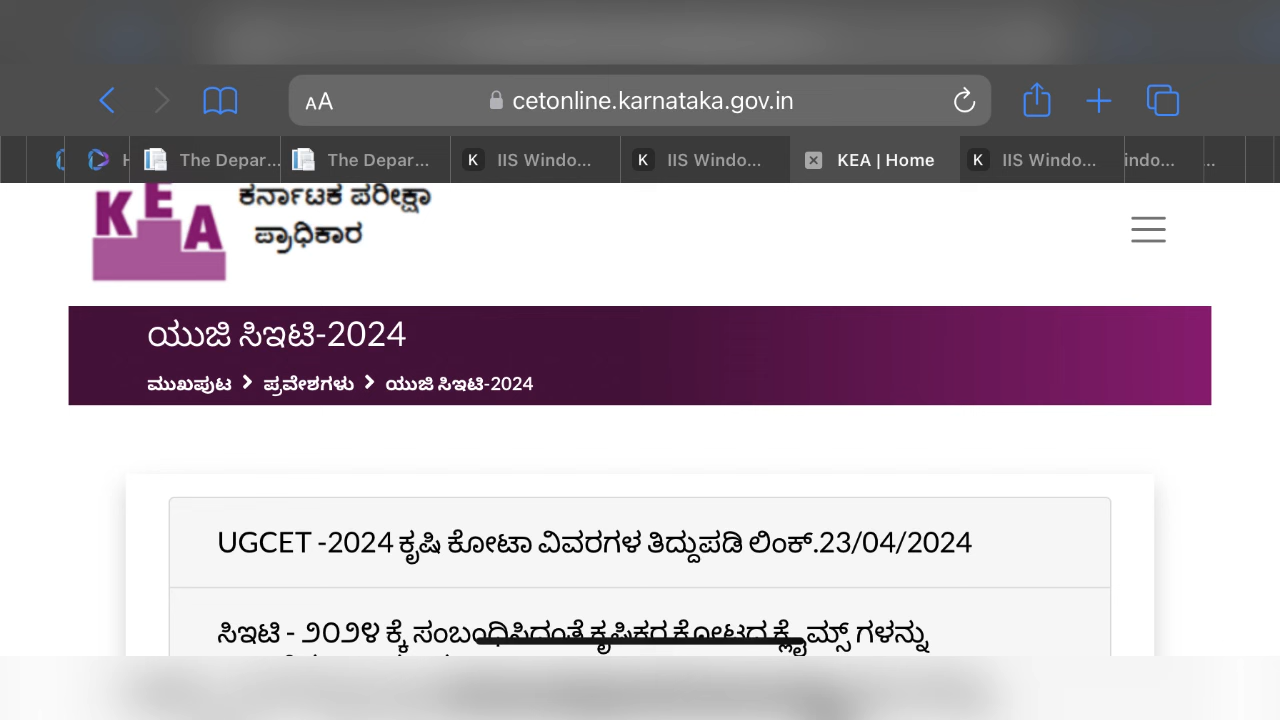 AA cetonline.karnataka.gov.in
H The Depar... The Depar... K IIS Windo... K IIS Windo... KEA | Home K IIS Windo... indo... ...
KEA ಕರ್ನಾಟಕ ಪರೀಕ್ಷಾ
ಪ್ರಾಧಿಕಾರ
ಯುಜಿ ಸಿಇಟಿ-2024
ಮುಖಪುಟ > ಪ್ರವೇಶಗಳು > ಯುಜಿ ಸಿಇಟಿ-2024
UGCET -2024 ಕೃಷಿ ಕೋಟಾ ವಿವರಗಳ ತಿದ್ದುಪಡಿ ಲಿಂಕ್.23/04/2024
ಸಿಇಟಿ - ೨೦೨೪ ಕ್ಕೆ ಸಂಬಂಧಿಸಿದಂತೆ ಕೃಷಿಕರ ಕೋಟದ ಕ್ಲೈಮ್ಸ್ ಗಳನ್ನು